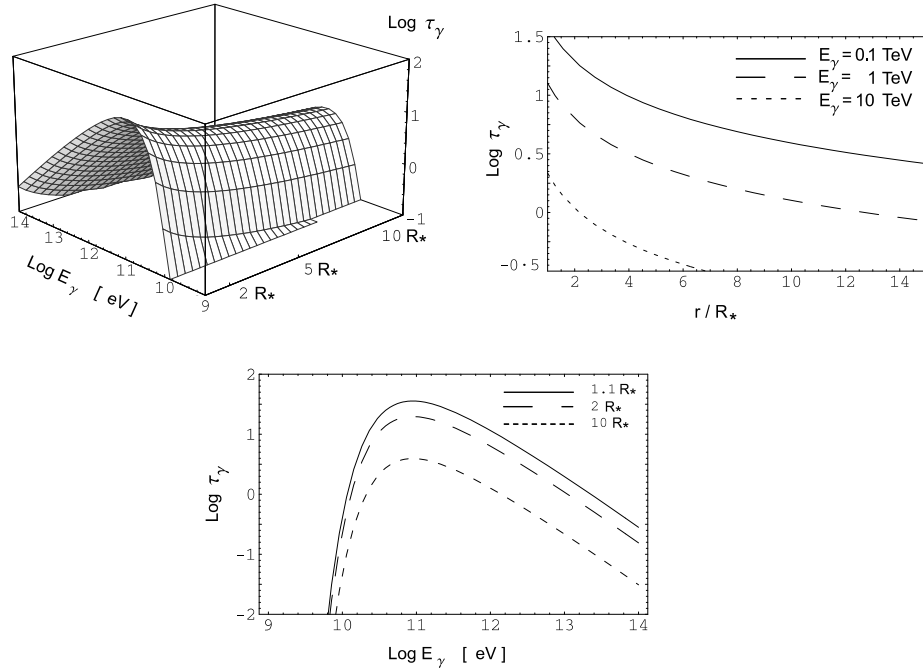 Log τγ
2
1
0
-1
14
13
12
11
10
9
2 R*
5 R*
10 R*
Log Eγ [ eV]
1.5
1
0.5
0
-0.5
Log τγ
Eγ = 0.1 TeV
Eγ = 1 TeV
Eγ = 10 TeV
2 4 6 8 10 12 14
r / R*
2
1
0
-1
-2
Log τγ
1.1 R*
2 R*
10 R*
9 10 11 12 13 14
Log Eγ [ eV]